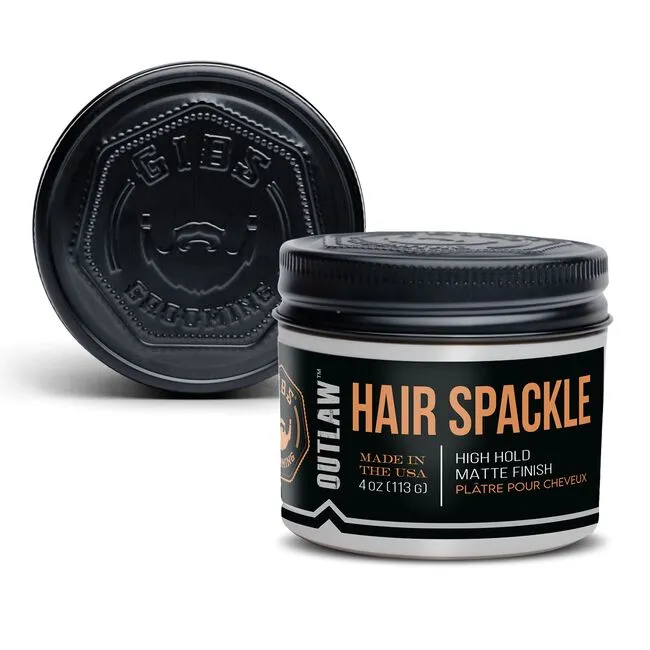 GIBS
GROOMING
OUTLAW™
HAIR SPACKLE
MADE IN
THE USA
4 OZ (113 G)
HIGH HOLD
MATTE FINISH
PLÂTRE POUR CHEVEUX